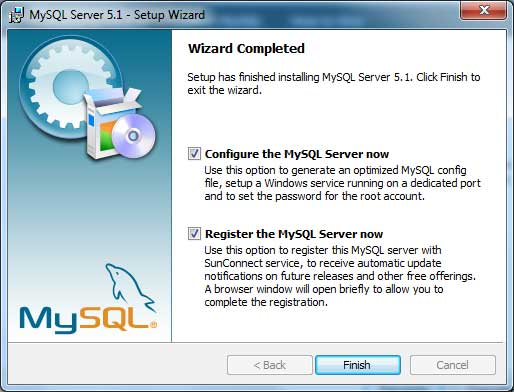 MySQL Server 5.1 - Setup Wizard
Wizard Completed
Setup has finished installing MySQL Server 5.1. Click Finish to
exit the wizard.
Configure the MySQL Server now
Use this option to generate an optimized MySQL config
file, setup a Windows service running on a dedicated port
and to set the password for the root account.
Register the MySQL Server now
Use this option to register this MySQL server with
SunConnect service, to receive automatic update
notifications on future releases and other free offerings.
A browser window will open briefly to allow you to
complete the registration.
MySQL®
< Back
Finish
Cancel